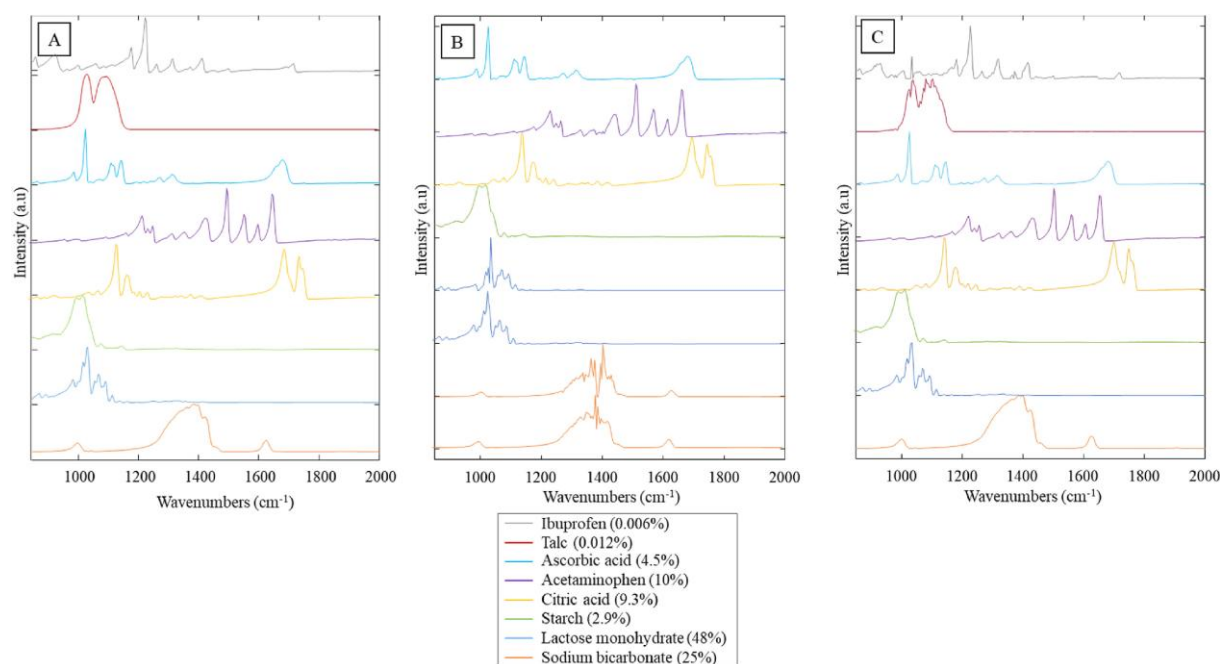 A
B
C
Intensity (a.u)
Intensity (a.u)
Intensity (a.u)
1000 1200 1400 1600 1800 2000
1000 1200 1400 1600 1800 2000
1000 1200 1400 1600 1800 2000
Wavenumbers (cm-1)
Wavenumbers (cm-1)
Wavenumbers (cm-1)
Ibuprofen (0.006%)
Talc (0.012%)
Ascorbic acid (4.5%)
Acetaminophen (10%)
Citric acid (9.3%)
Starch (2.9%)
Lactose monohydrate (48%)
Sodium bicarbonate (25%)